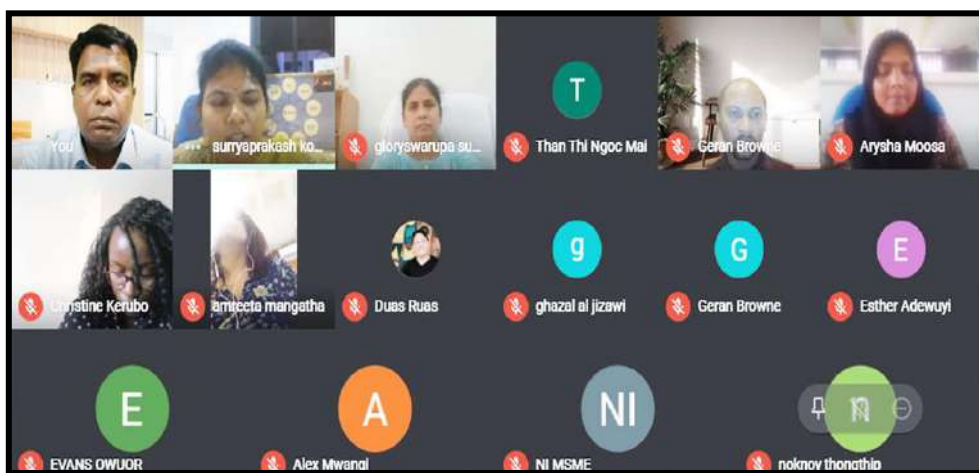 You
surryaprakash ko...
gloryswarupa su...
T
Than Thi Ngoc Mai
Geran Browne
Arysha Moosa
Christine Kerubo
amreeta mangatha
Duas Ruas
g
ghazal al jizawi
G
Geran Browne
E
Esther Adewuyi
E
EVANS OWUOR
A
Alex Mwangi
NI
NI MSME
n
noknoy thongthip